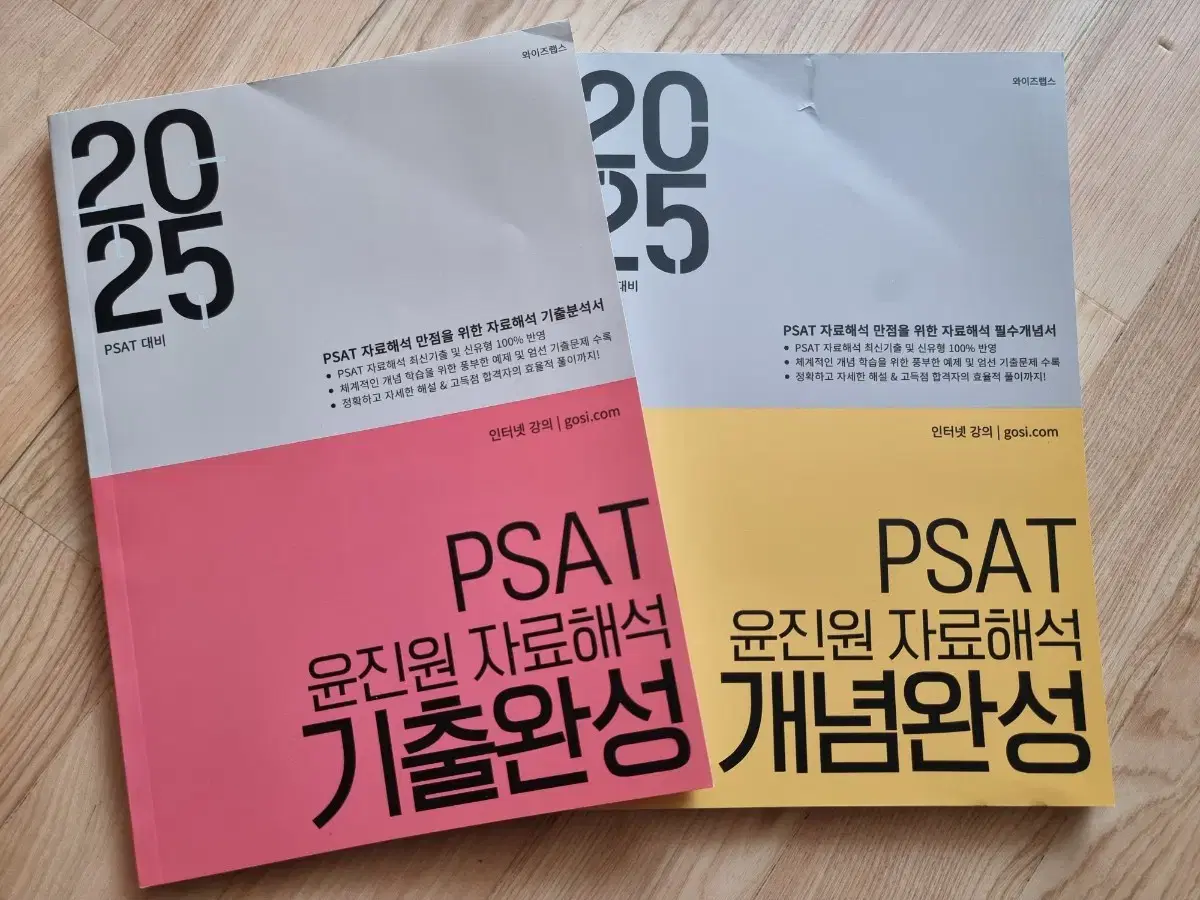 와이즈랩스
20
25
PSAT 대비
PSAT 자료해석 만점을 위한 자료해석 기출분석서
• PSAT 자료해석 최신기출 및 신유형 100% 반영
• 체계적인 개념 학습을 위한 풍부한 예제 및 엄선 기출문제 수록
• 정확하고 자세한 해설 & 고득점 합격자의 효율적 풀이까지!
인터넷 강의 | gosi.com
PSAT
윤진원 자료해석
기출완성
와이즈랩스
20
25
대비
PSAT 자료해석 만점을 위한 자료해석 필수개념서
• PSAT 자료해석 최신기출 및 신유형 100% 반영
• 체계적인 개념 학습을 위한 풍부한 예제 및 엄선 기출문제 수록
• 정확하고 자세한 해설 & 고득점 합격자의 효율적 풀이까지!
인터넷 강의 | gosi.com
PSAT
윤진원 자료해석
개념완성